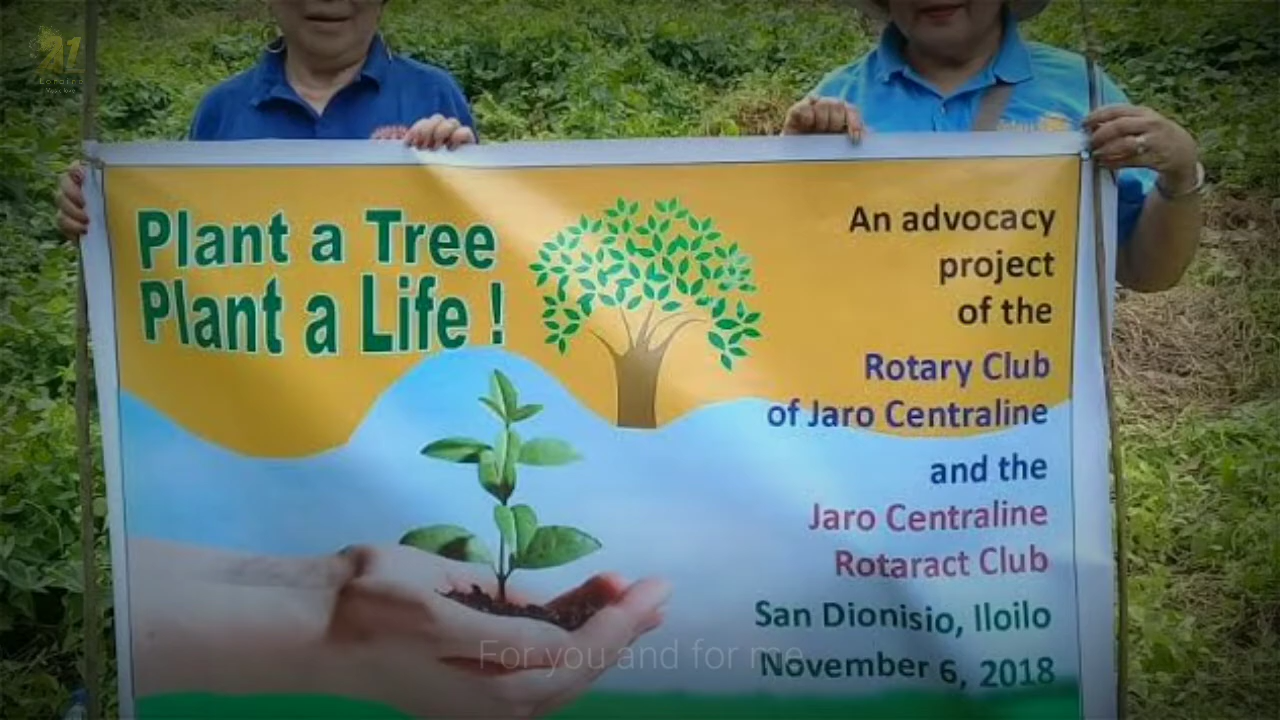 Plant a Tree
Plant a Life !
An advocacy
project
of the
Rotary Club
of Jaro Centraline
and the
Jaro Centraline
Rotaract Club
San Dionisio, Iloilo
November 6, 2018
For you and for me